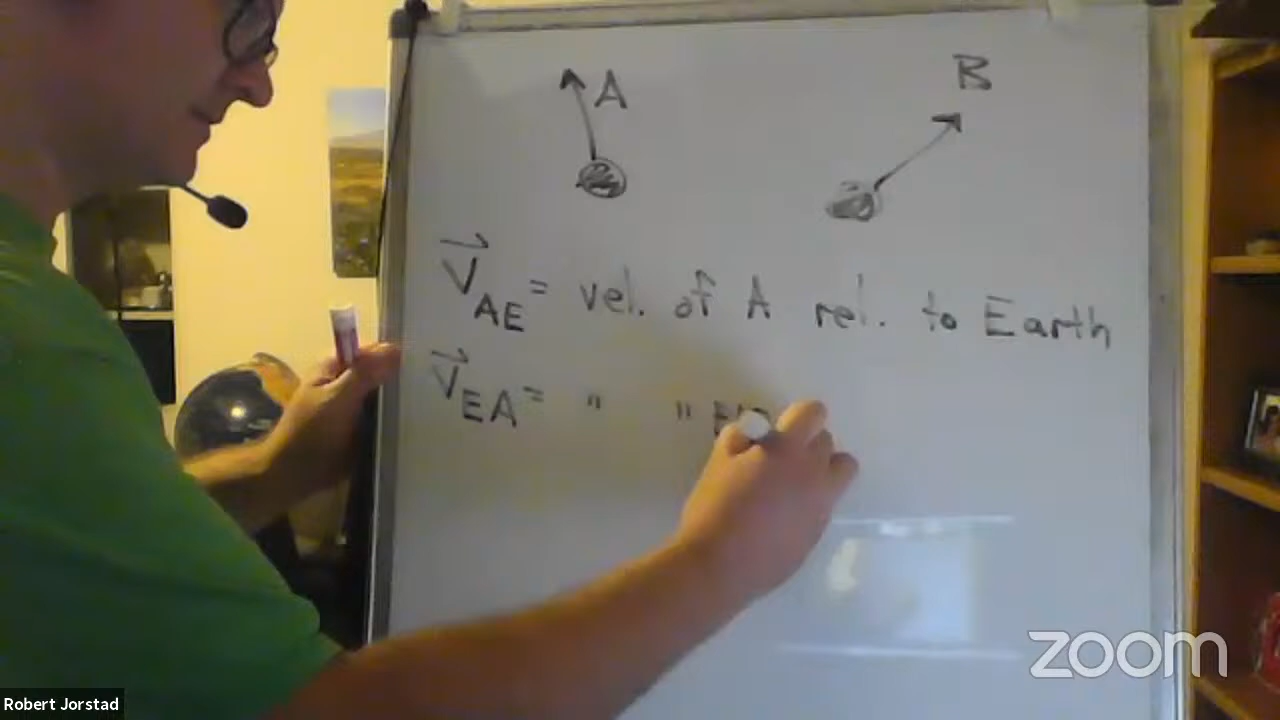 A
B
V AE = vel. of A rel. to Earth
V EA = " "
zoom
Robert Jorstad